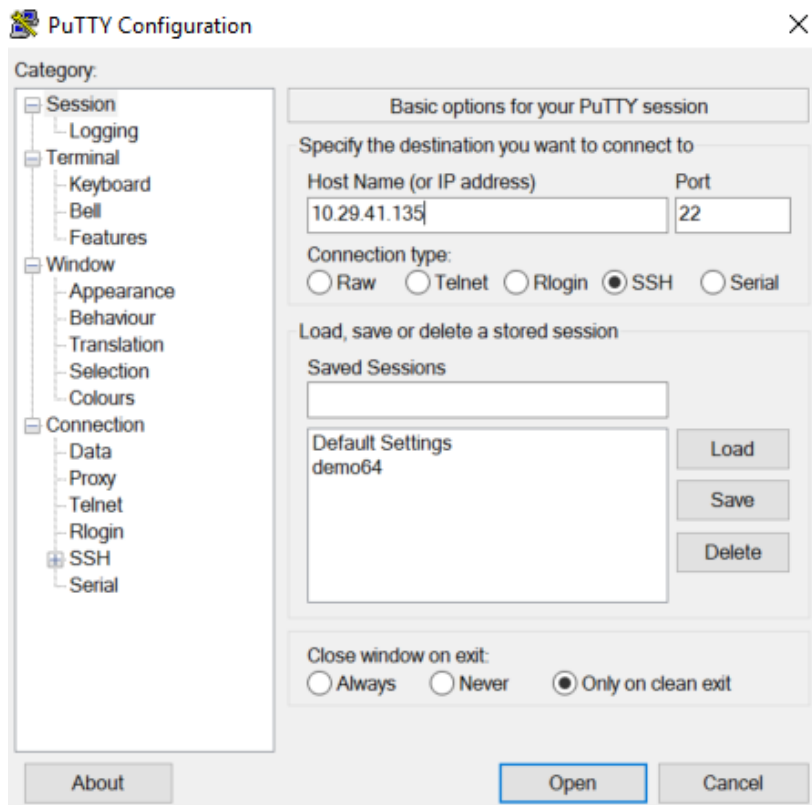 PuTTY Configuration
Category:
Session
Logging
Terminal
Keyboard
Bell
Features
Window
Appearance
Behaviour
Translation
Selection
Colours
Connection
Data
Proxy
Telnet
Rlogin
SSH
Serial
Basic options for your PuTTY session
Specify the destination you want to connect to
Host Name (or IP address) Port
10.29.41.135 22
Connection type:
Raw Telnet Rlogin SSH Serial
Load, save or delete a stored session
Saved Sessions
Default Settings
demo64
Load
Save
Delete
Close window on exit:
Always Never Only on clean exit
About Open Cancel